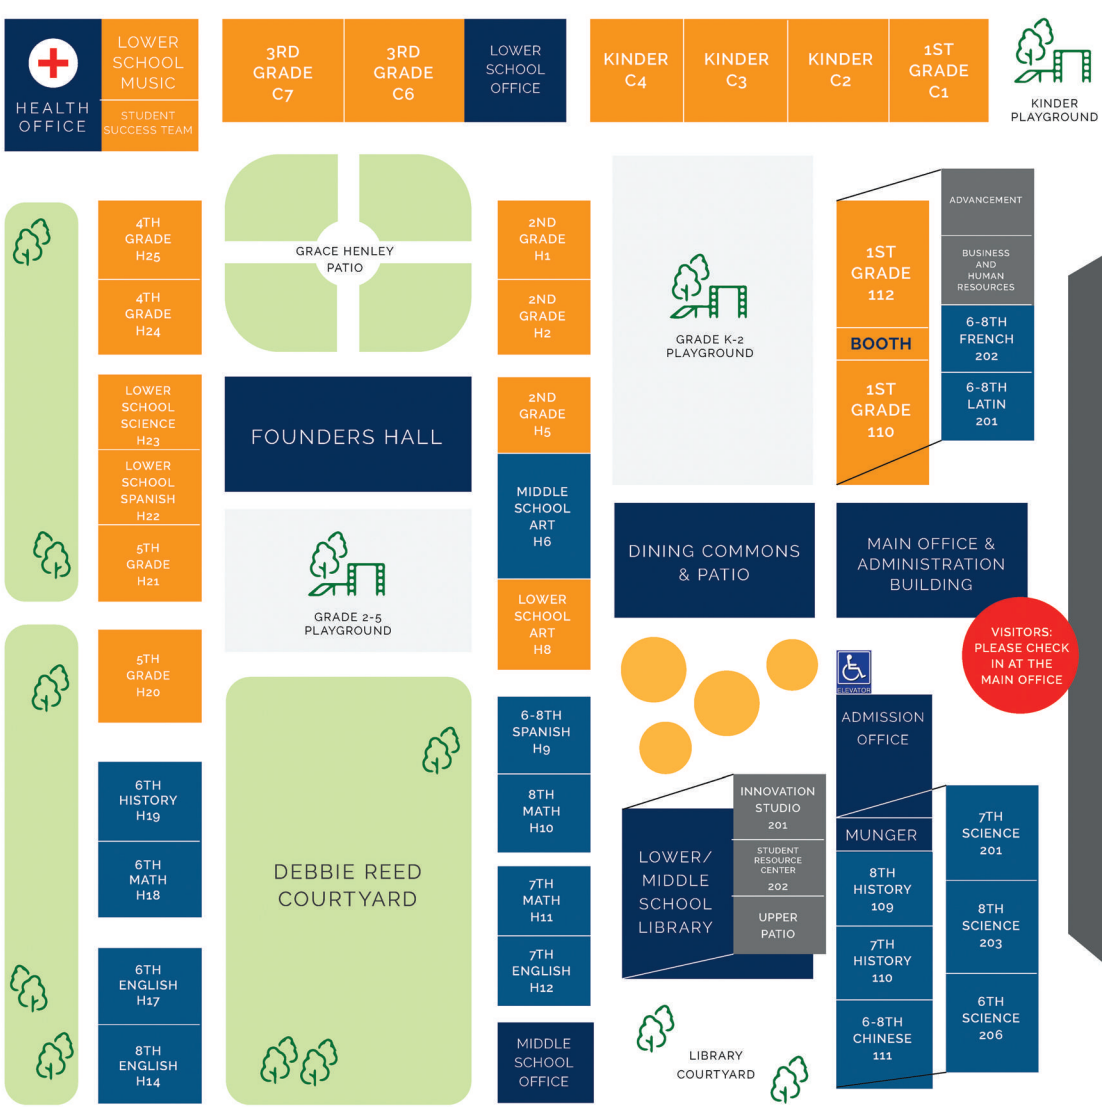 HEALTH
OFFICE
LOWER
SCHOOL
MUSIC
STUDENT
SUCCESS TEAM
3RD
GRADE
C7
3RD
GRADE
C6
LOWER
SCHOOL
OFFICE
KINDER
C4
KINDER
C3
KINDER
C2
1ST
GRADE
C1
KINDER
PLAYGROUND
4TH
GRADE
H25
4TH
GRADE
H24
GRACE HENLEY
PATIO
2ND
GRADE
H1
2ND
GRADE
H2
GRADE K-2
PLAYGROUND
1ST
GRADE
112
BOOTH
1ST
GRADE
110
ADVANCEMENT
BUSINESS
AND
HUMAN
RESOURCES
6-8TH
FRENCH
202
6-8TH
LATIN
201
LOWER
SCHOOL
SCIENCE
H23
LOWER
SCHOOL
SPANISH
H22
5TH
GRADE
H21
FOUNDERS HALL
2ND
GRADE
H5
MIDDLE
SCHOOL
ART
H6
LOWER
SCHOOL
ART
H8
GRADE 2-5
PLAYGROUND
DINING COMMONS
& PATIO
MAIN OFFICE &
ADMINISTRATION
BUILDING
VISITORS:
PLEASE CHECK
IN AT THE
MAIN OFFICE
5TH
GRADE
H20
6TH
HISTORY
H19
6TH
MATH
H18
6TH
ENGLISH
H17
8TH
ENGLISH
H14
DEBBIE REED
COURTYARD
6-8TH
SPANISH
H9
8TH
MATH
H10
7TH
MATH
H11
7TH
ENGLISH
H12
MIDDLE
SCHOOL
OFFICE
LOWER/
MIDDLE
SCHOOL
LIBRARY
INNOVATION
STUDIO
201
STUDENT
RESOURCE
CENTER
202
UPPER
PATIO
LIBRARY
COURTYARD
ELEVATOR
ADMISSION
OFFICE
MUNGER
8TH
HISTORY
109
7TH
HISTORY
110
6-8TH
CHINESE
111
7TH
SCIENCE
201
8TH
SCIENCE
203
6TH
SCIENCE
206